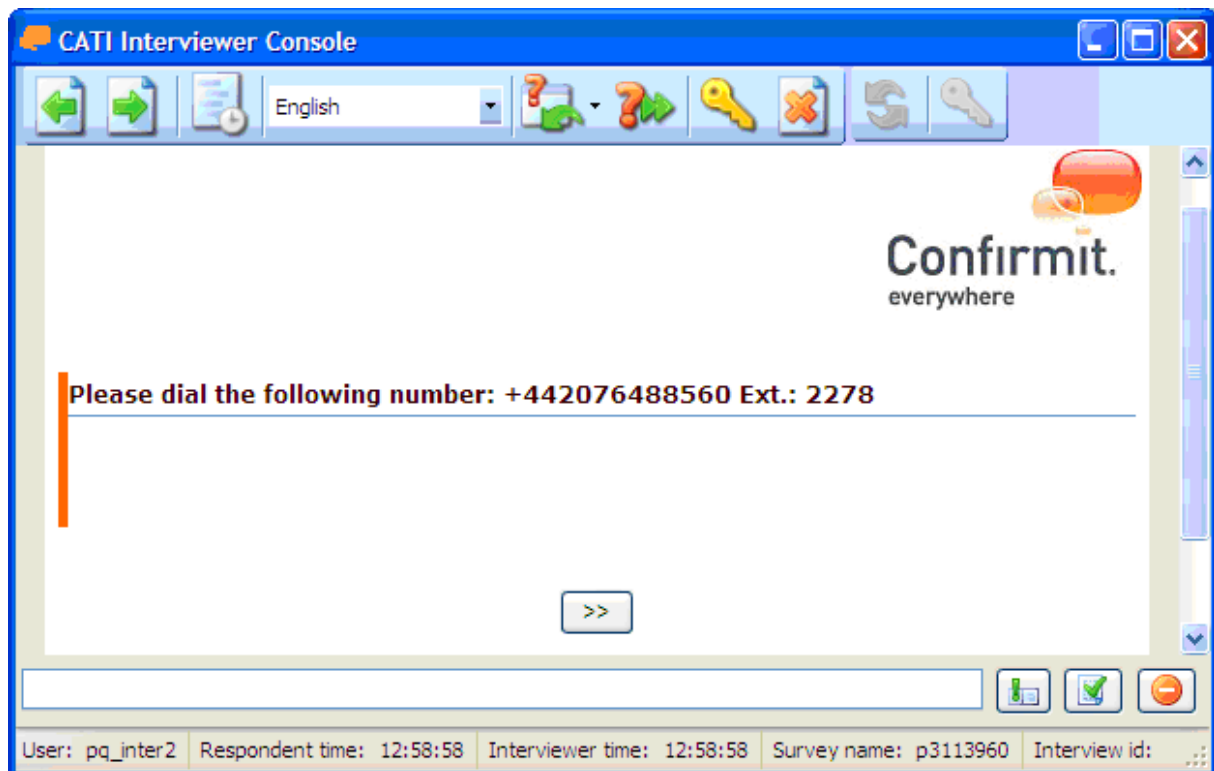 CATI Interviewer Console
English
Confirmit.
everywhere
Please dial the following number: +442076488560 Ext.: 2278
>>
User: pq_inter2 Respondent time: 12:58:58 Interviewer time: 12:58:58 Survey name: p3113960 Interview id: